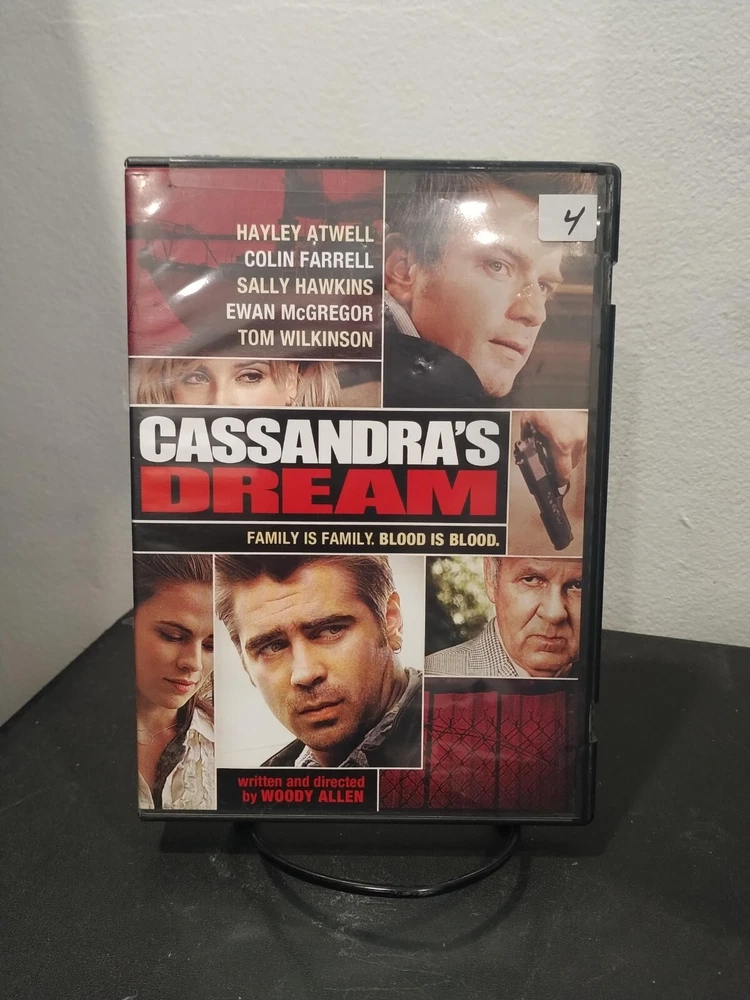 4
HAYLEY ATWELL
COLIN FARRELL
SALLY HAWKINS
EWAN McGREGOR
TOM WILKINSON
CASSANDRA'S
DREAM
FAMILY IS FAMILY. BLOOD IS BLOOD.
written and directed
by WOODY ALLEN